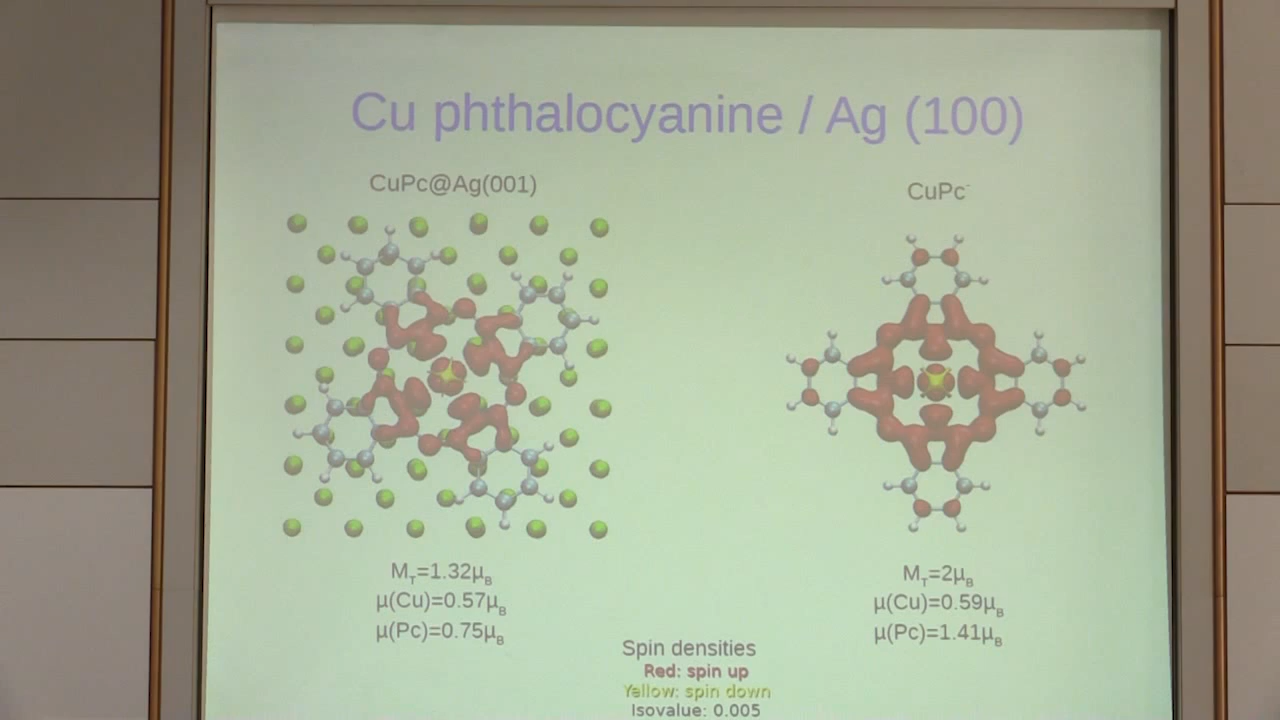 Cu phthalocyanine / Ag (100)
CuPc@Ag(001)
CuPc⁻
M_T=1.32μ_B
μ(Cu)=0.57μ_B
μ(Pc)=0.75μ_B
M_T=2μ_B
μ(Cu)=0.59μ_B
μ(Pc)=1.41μ_B
Spin densities
Red: spin up
Yellow: spin down
Isovalue: 0.005